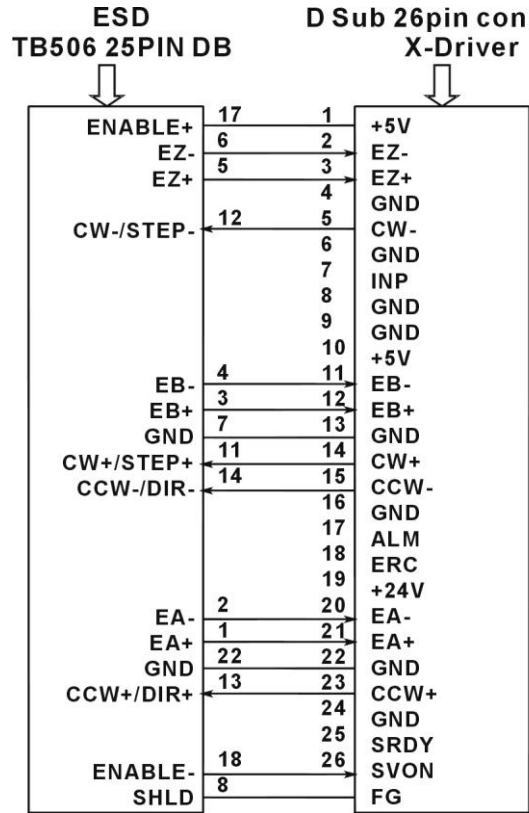 ESD
TB506 25PIN DB
D Sub 26pin con
X-Driver
ENABLE+ 17 1 +5V
EZ- 6 2 EZ-
EZ+ 5 3 EZ+
4 GND
CW-/STEP- 12 5 CW-
6 GND
7 INP
8 GND
9 GND
10 +5V
EB- 4 11 EB-
EB+ 3 12 EB+
GND 7 13 GND
CW+/STEP+ 11 14 CW+
CCW-/DIR- 14 15 CCW-
16 GND
17 ALM
18 ERC
19 +24V
EA- 2 20 EA-
EA+ 1 21 EA+
GND 22 22 GND
CCW+/DIR+ 13 23 CCW+
24 GND
25 SRDY
ENABLE- 18 26 SVON
SHLD 8 FG